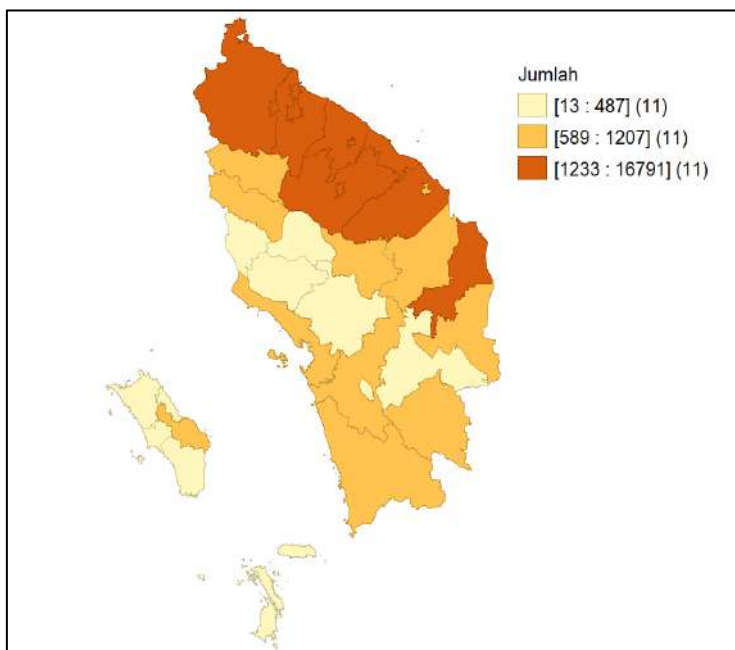 Jumlah
[13 : 487] (11)
[589 : 1207] (11)
[1233 : 16791] (11)